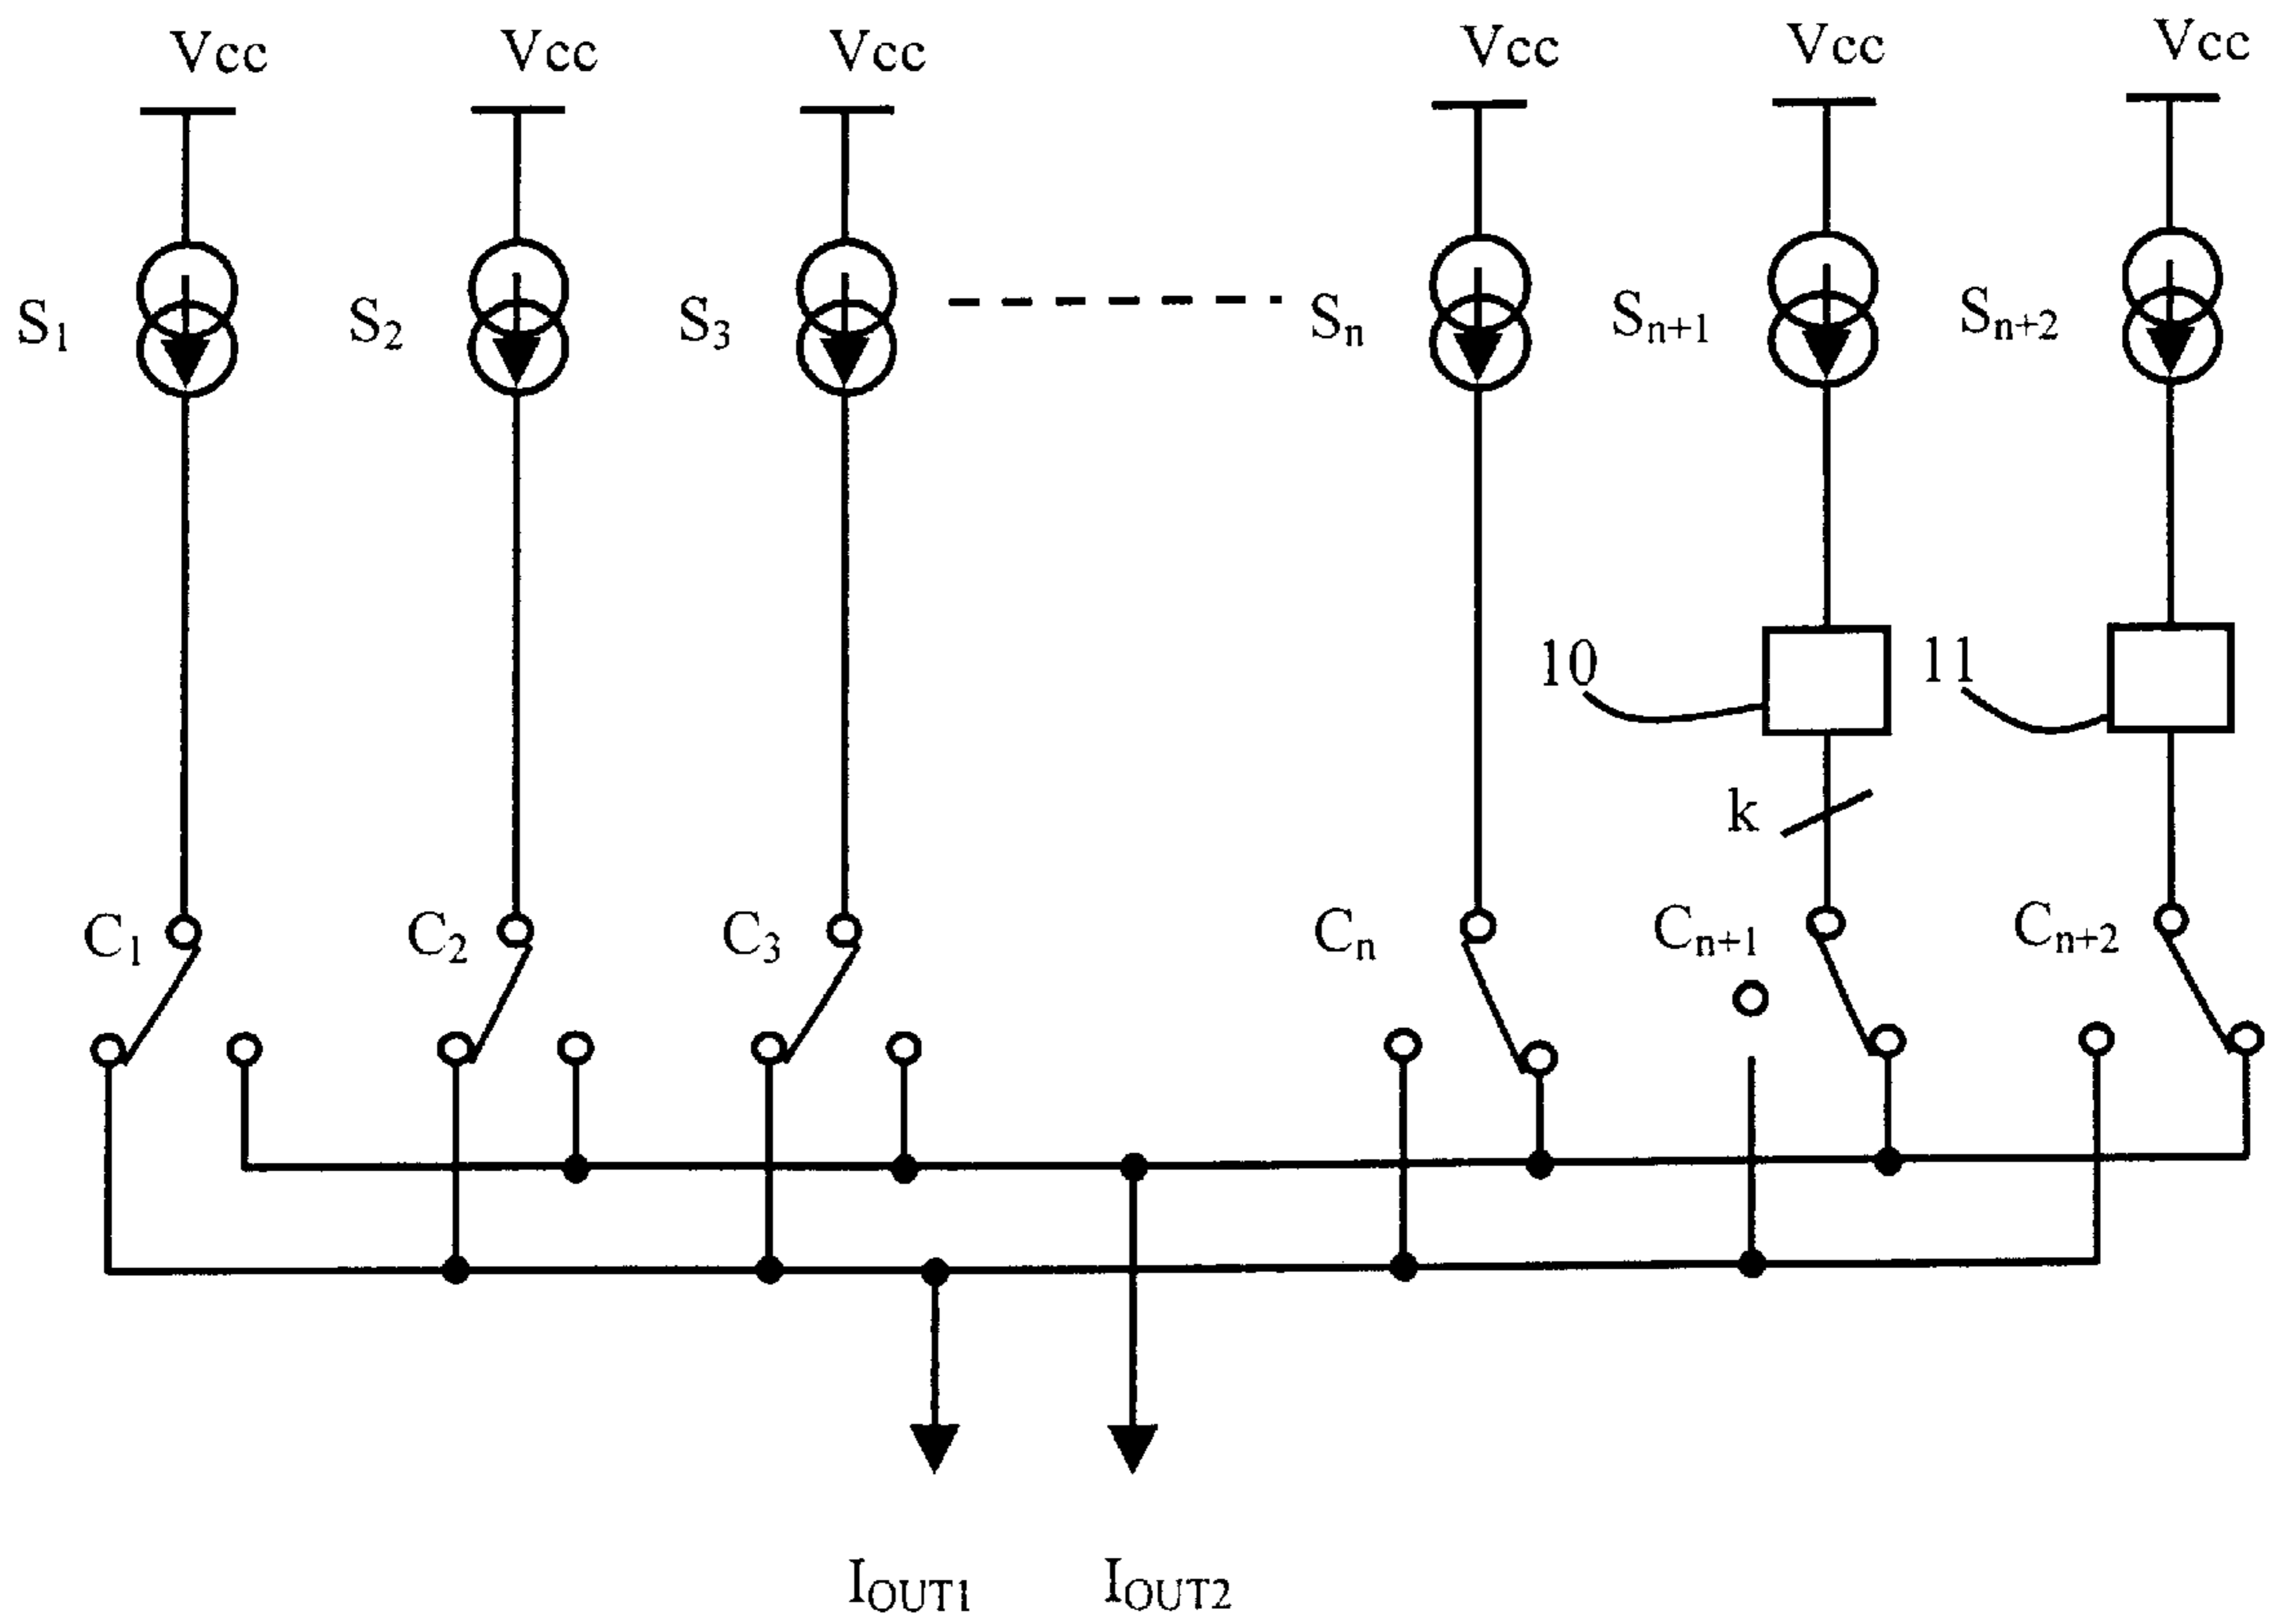 Vcc Vcc Vcc Vcc Vcc Vcc
S1 S2 S3 Sn Sn+1 Sn+2
10 11
k
C1 C2 C3 Cn Cn+1 Cn+2
IOUT1 IOUT2